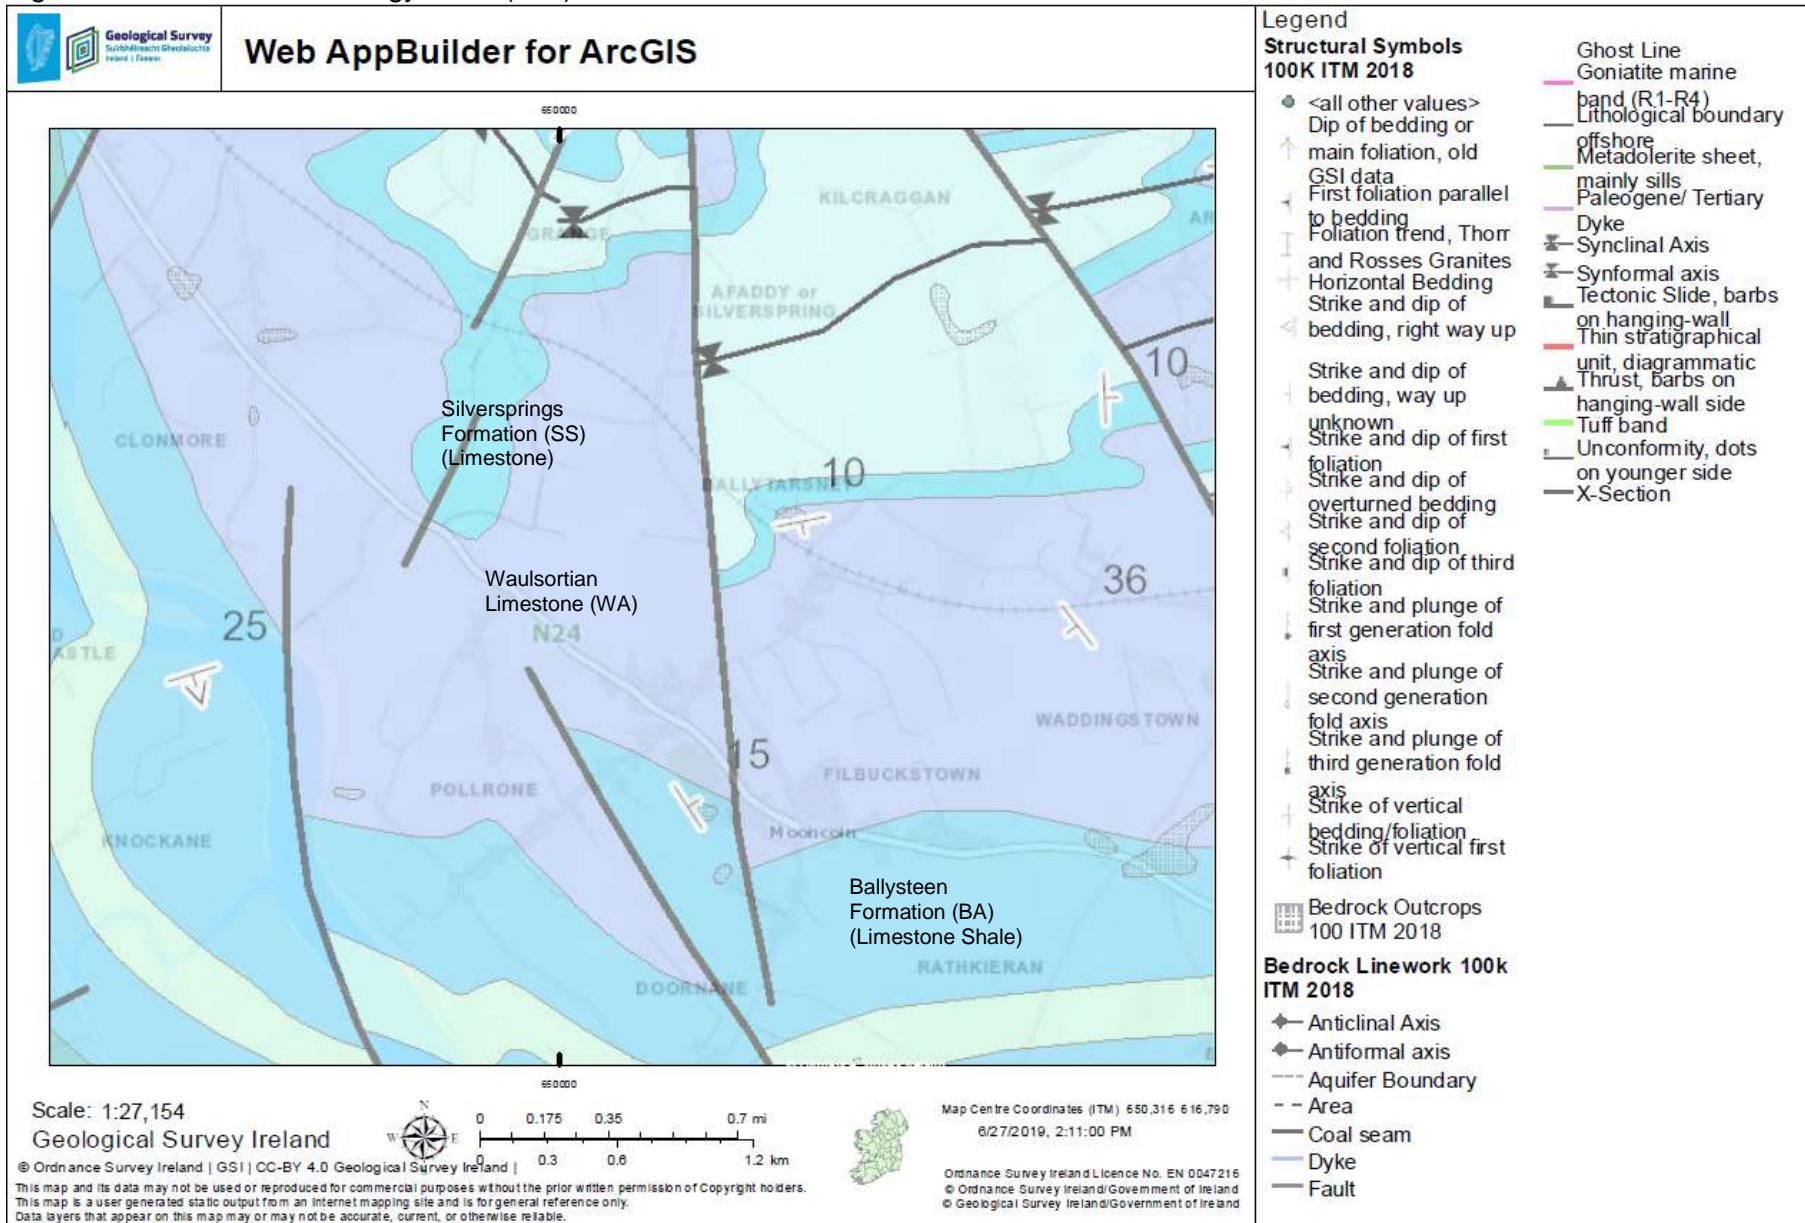 Geological Survey
Suirbhéireacht Gheolaíochta
Ireland | Éireann
Web AppBuilder for ArcGIS
650000
KILCRAGGAN
GRANGE
AR
AFADDY or
SILVERSPRING
10
Silversprings
Formation (SS)
(Limestone)
CLONMORE
10
BALLYTARSNEY
Waulsortian
Limestone (WA)
36
25
N24
D
ASTLE
WADDINGSTOWN
15
FILBUCKSTOWN
POLLRONE
Mooncoin
KNOCKANE
Ballysteen
Formation (BA)
(Limestone Shale)
RATHKIERAN
DOORNANE
650000
Legend
Structural Symbols
100K ITM 2018
<all other values>
Dip of bedding or
main foliation, old
GSI data
First foliation parallel
to bedding
Foliation trend, Thorr
and Rosses Granites
Horizontal Bedding
Strike and dip of
bedding, right way up
Strike and dip of
bedding, way up
unknown
Strike and dip of first
foliation
Strike and dip of
overturned bedding
Strike and dip of
second foliation
Strike and dip of third
foliation
Strike and plunge of
first generation fold
axis
Strike and plunge of
second generation
fold axis
Strike and plunge of
third generation fold
axis
Strike of vertical
bedding/foliation
Strike of vertical first
foliation
Bedrock Outcrops
100 ITM 2018
Bedrock Linework 100k
ITM 2018
Anticlinal Axis
Antiformal axis
Aquifer Boundary
Area
Coal seam
Dyke
Fault
Ghost Line
Goniatite marine
band (R1-R4)
Lithological boundary
offshore
Metadolerite sheet,
mainly sills
Paleogene/ Tertiary
Dyke
Synclinal Axis
Synformal axis
Tectonic Slide, barbs
on hanging-wall
Thin stratigraphical
unit, diagrammatic
Thrust, barbs on
hanging-wall side
Tuff band
Unconformity, dots
on younger side
X-Section
Scale: 1:27,154
Geological Survey Ireland
© Ordnance Survey Ireland | GSI | CC-BY 4.0 Geological Survey Ireland |
This map and its data may not be used or reproduced for commercial purposes without the prior written permission of Copyright holders.
This map is a user generated static output from an Internet mapping site and is for general reference only.
Data layers that appear on this map may or may not be accurate, current, or otherwise reliable.
N
W E
0 0.175 0.35 0.7 mi
0 0.3 0.6 1.2 km
Map Centre Coordinates (ITM) 650,316 616,790
6/27/2019, 2:11:00 PM
Ordnance Survey Ireland Licence No. EN 0047216
© Ordnance Survey Ireland/Government of Ireland
© Geological Survey Ireland/Government of Ireland